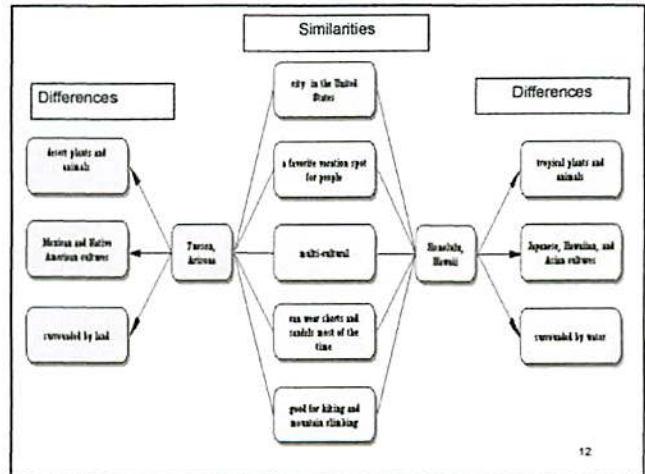 Similarities
Differences
Differences
city in the United
States
desert plants and
animals
a favorite vacation spot
for people
tropical plants and
animals
Mexican and Native
American cultures
Tucson,
Arizona
multi-cultural
Honolulu,
Hawaii
Japanese, Hawaiian, and
Asian cultures
surrounded by land
can wear shorts and
sandals most of the
time
surrounded by water
good for hiking and
mountain climbing
12